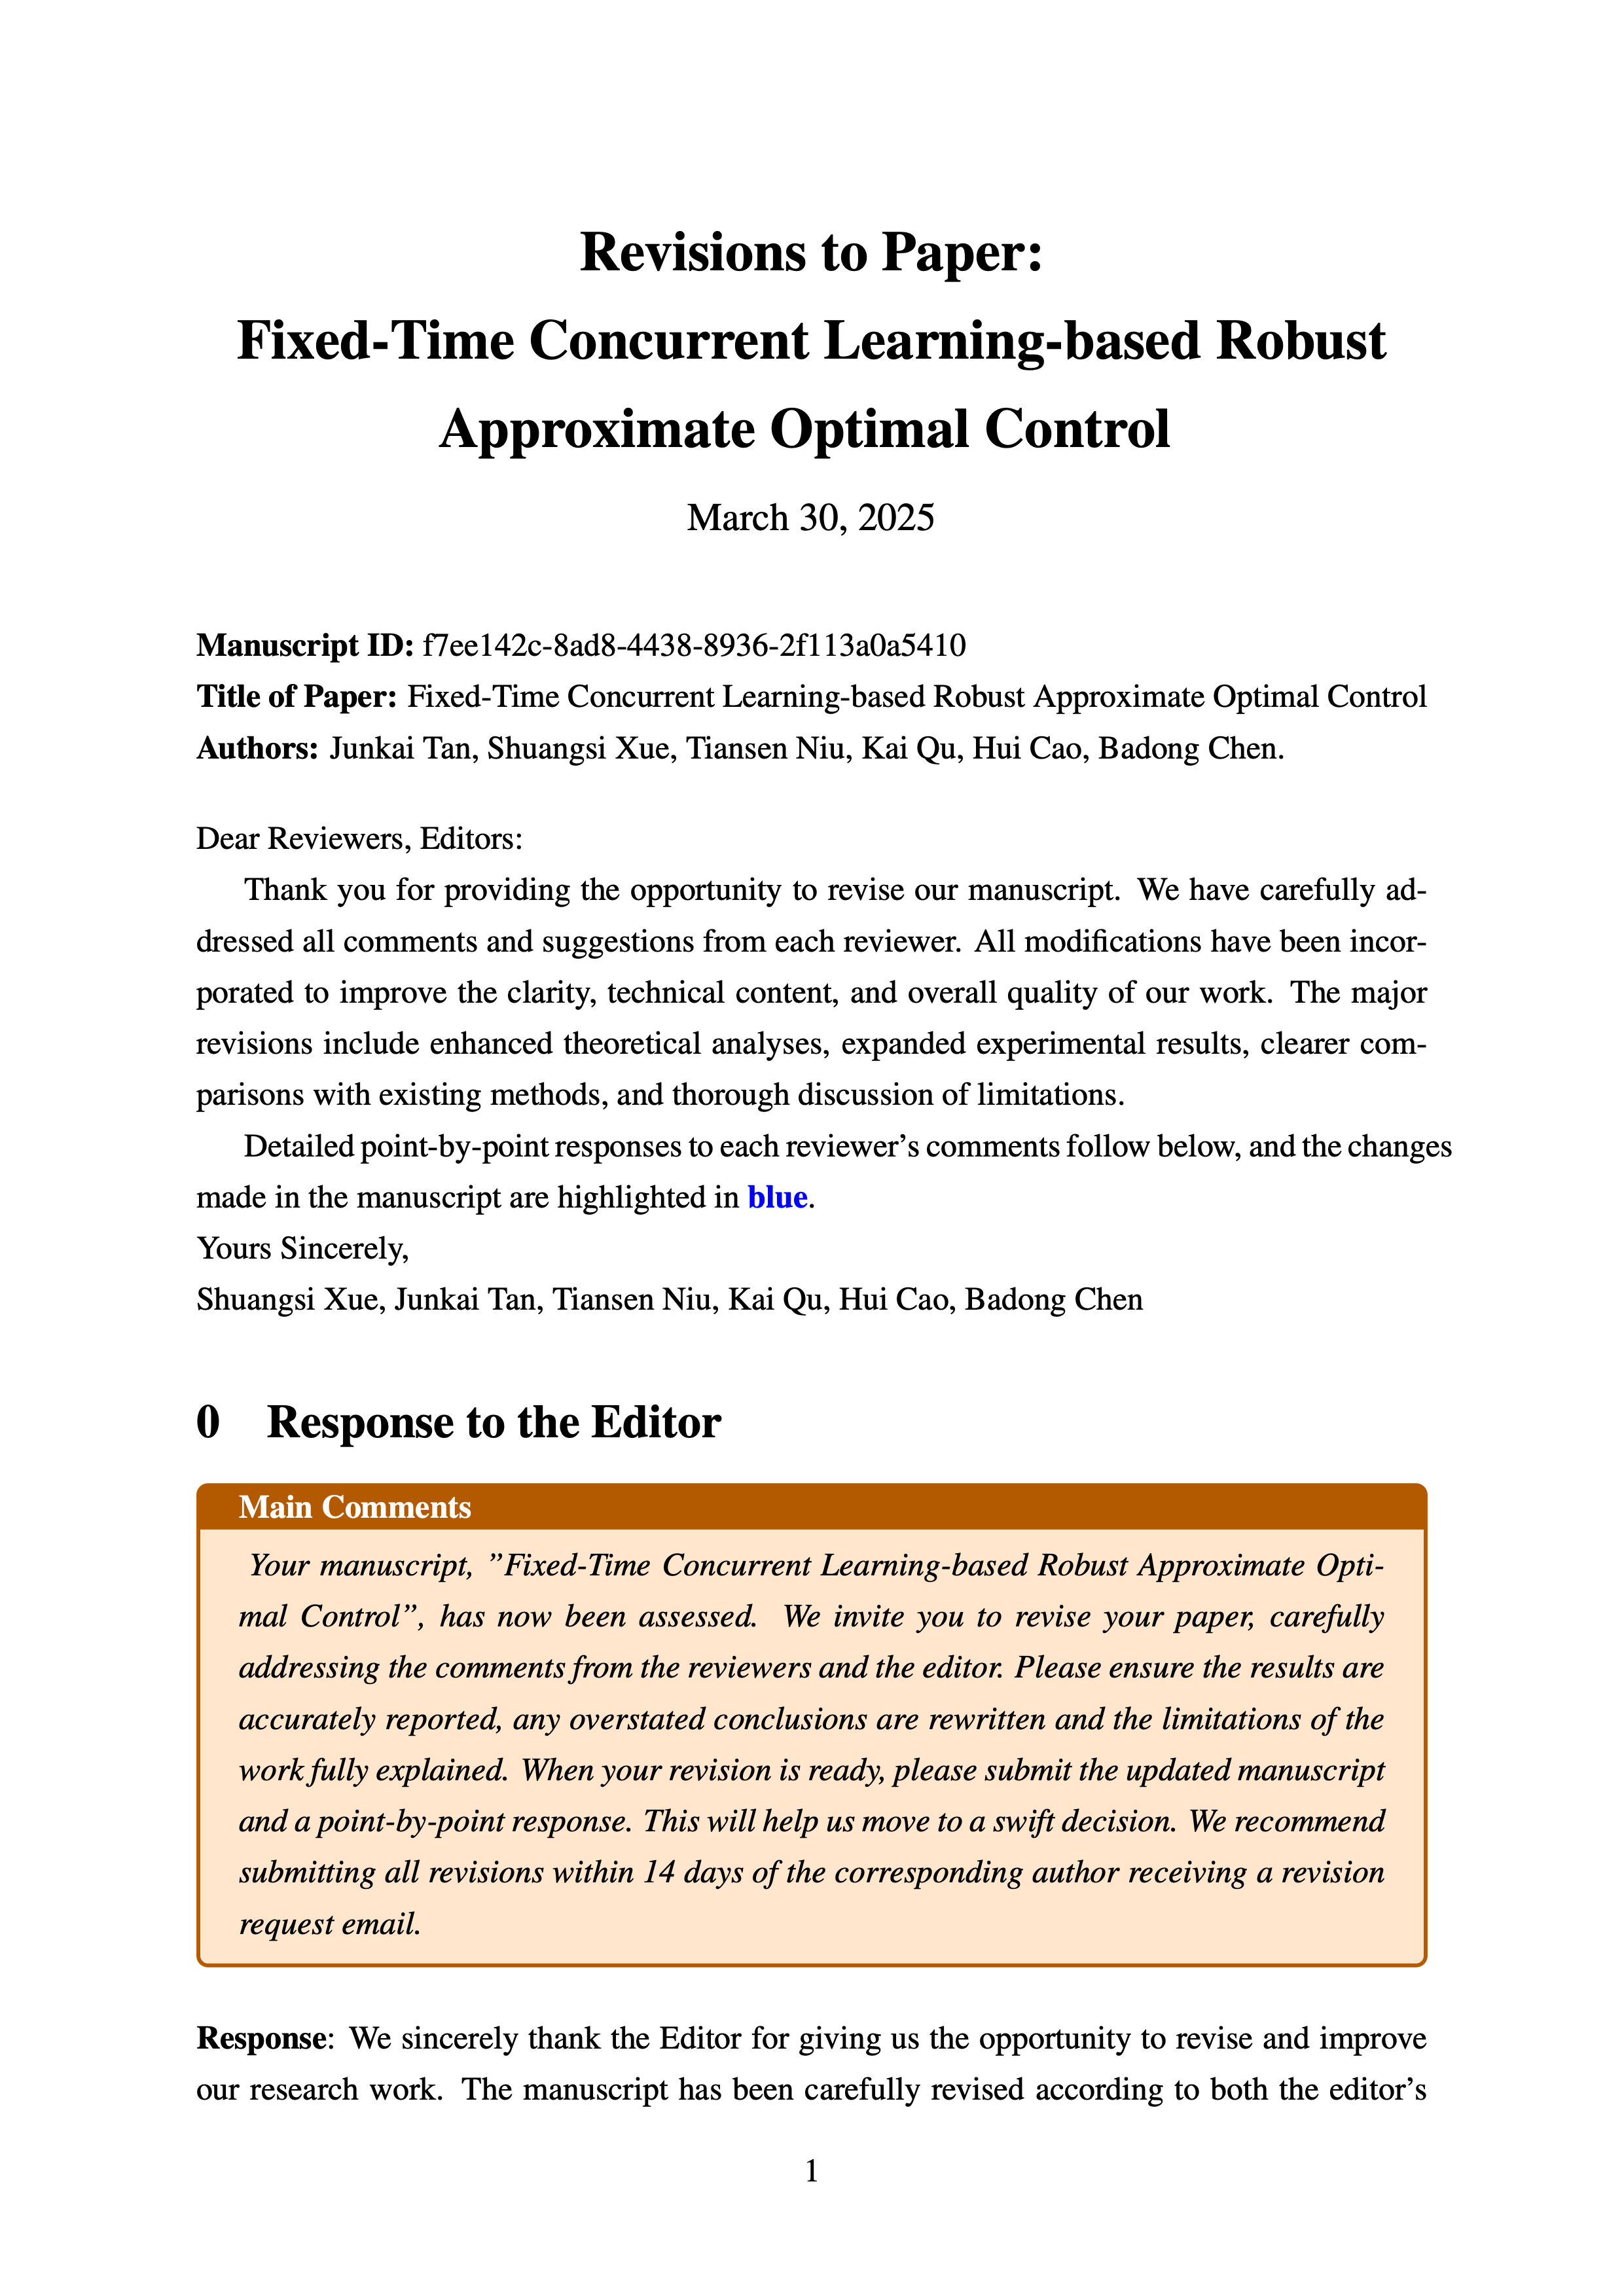 Revisions to Paper:
Fixed-Time Concurrent Learning-based Robust
Approximate Optimal Control
March 30, 2025
Manuscript ID: f7ee142c-8ad8-4438-8936-2f113a0a5410
Title of Paper: Fixed-Time Concurrent Learning-based Robust Approximate Optimal Control
Authors: Junkai Tan, Shuangsi Xue, Tiansen Niu, Kai Qu, Hui Cao, Badong Chen.
Dear Reviewers, Editors:
Thank you for providing the opportunity to revise our manuscript. We have carefully ad-
dressed all comments and suggestions from each reviewer. All modifications have been incor-
porated to improve the clarity, technical content, and overall quality of our work. The major
revisions include enhanced theoretical analyses, expanded experimental results, clearer com-
parisons with existing methods, and thorough discussion of limitations.
Detailed point-by-point responses to each reviewer’s comments follow below, and the changes
made in the manuscript are highlighted in blue.
Yours Sincerely,
Shuangsi Xue, Junkai Tan, Tiansen Niu, Kai Qu, Hui Cao, Badong Chen
0 Response to the Editor
Main Comments
Your manuscript, ”Fixed-Time Concurrent Learning-based Robust Approximate Opti-
mal Control”, has now been assessed. We invite you to revise your paper, carefully
addressing the comments from the reviewers and the editor. Please ensure the results are
accurately reported, any overstated conclusions are rewritten and the limitations of the
work fully explained. When your revision is ready, please submit the updated manuscript
and a point-by-point response. This will help us move to a swift decision. We recommend
submitting all revisions within 14 days of the corresponding author receiving a revision
request email.
Response: We sincerely thank the Editor for giving us the opportunity to revise and improve
our research work. The manuscript has been carefully revised according to both the editor’s
1